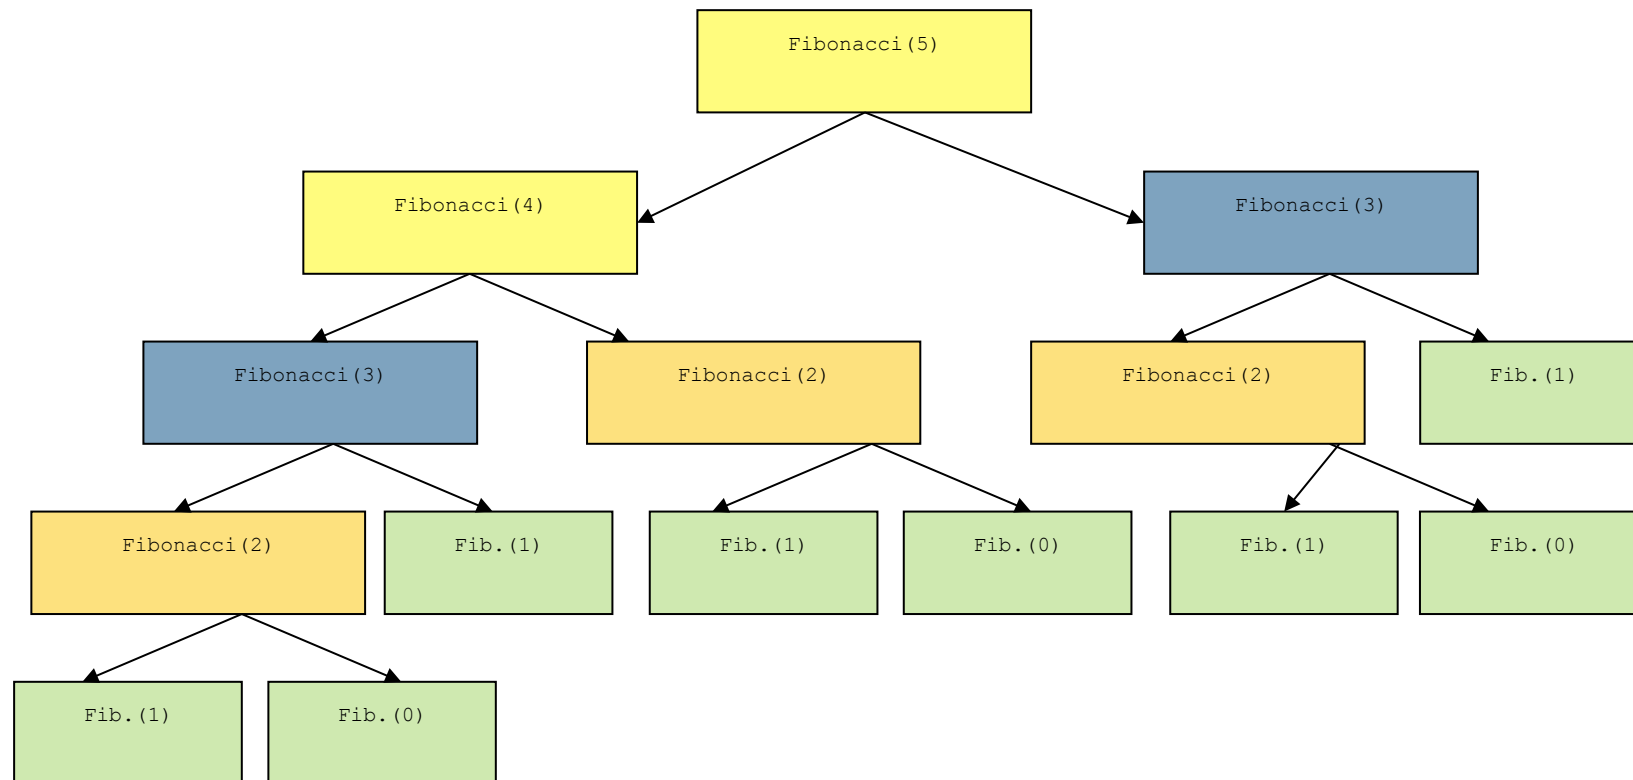 Fibonacci(5)
Fibonacci(4)
Fibonacci(3)
Fibonacci(3)
Fibonacci(2)
Fibonacci(2)
Fib.(1)
Fibonacci(2)
Fib.(1)
Fib.(1)
Fib.(0)
Fib.(1)
Fib.(0)
Fib.(1)
Fib.(0)